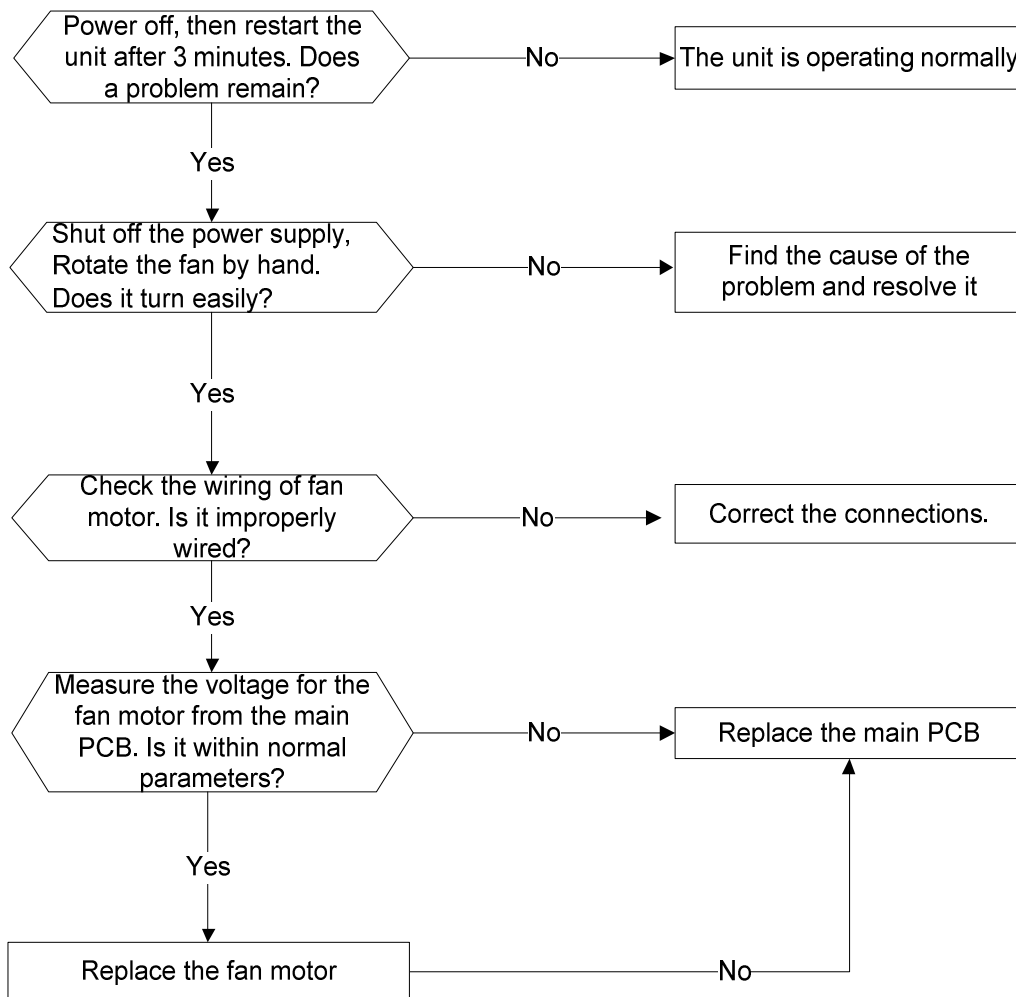 Power off, then restart the
unit after 3 minutes. Does
a problem remain?
No
The unit is operating normally
Yes
Shut off the power supply,
Rotate the fan by hand.
Does it turn easily?
No
Find the cause of the
problem and resolve it
Yes
Check the wiring of fan
motor. Is it improperly
wired?
No
Correct the connections.
Yes
Measure the voltage for the
fan motor from the main
PCB. Is it within normal
parameters?
No
Replace the main PCB
Yes
Replace the fan motor
No